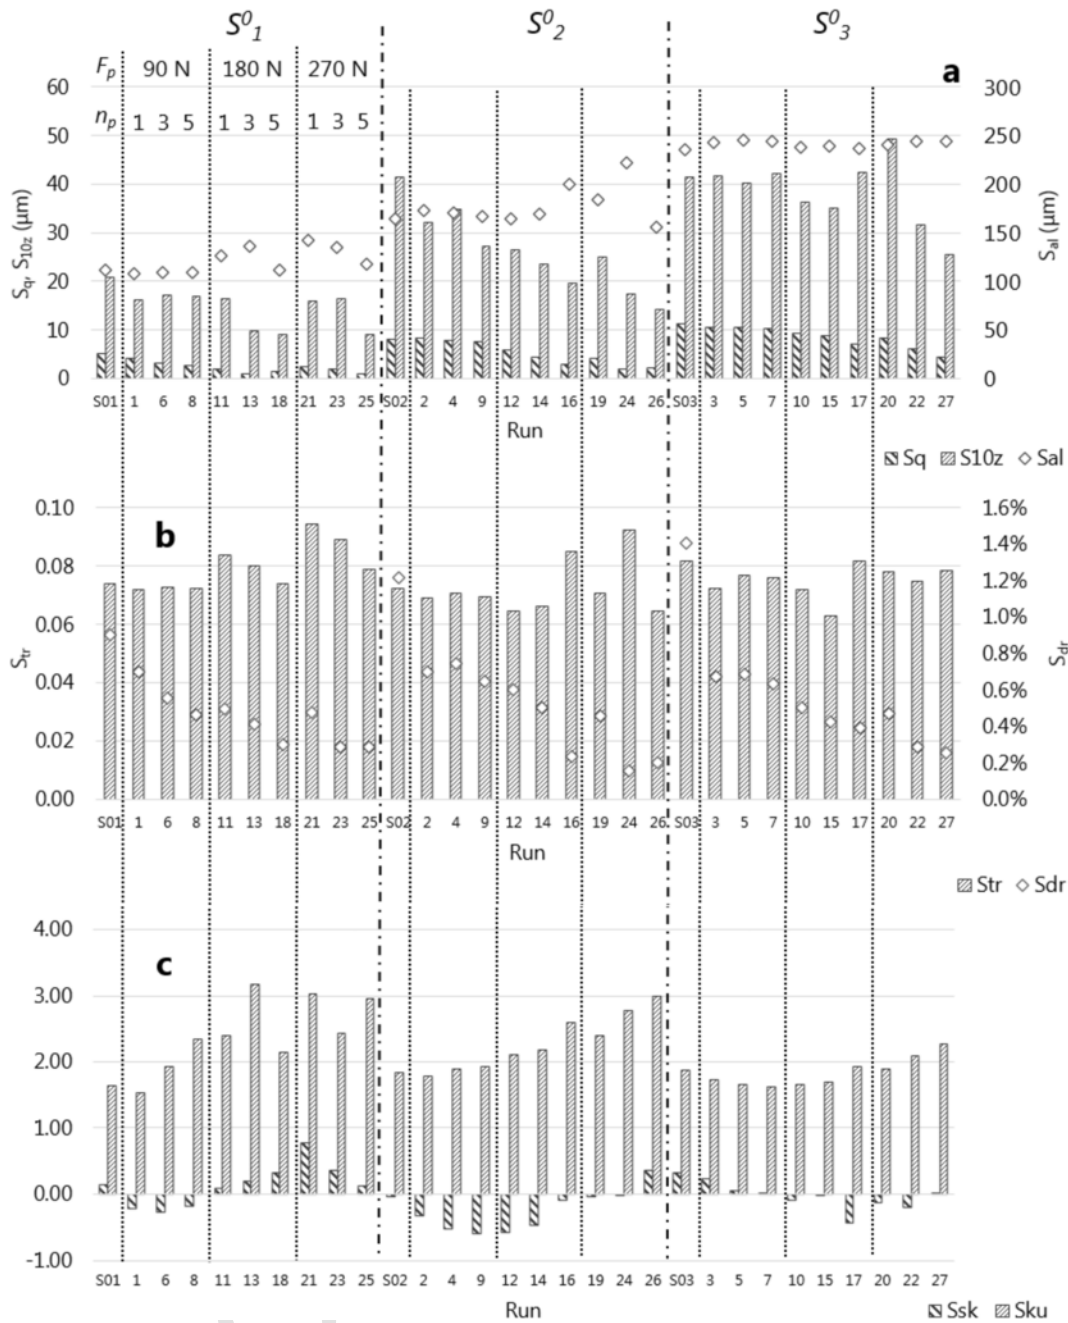 S⁰₁ S⁰₂ S⁰₃
Fₚ 90 N 180 N 270 N a
60 300
nₚ 1 3 5 1 3 5 1 3 5
50 250
40 200
30 150
20 100
10 50
0 0
S_q, S_10z (μm)
S_al (μm)
S01 1 6 8 11 13 18 21 23 25 S02 2 4 9 12 14 16 19 24 26 S03 3 5 7 10 15 17 20 22 27
Run
Sq S10z Sal
b
0.10 1.6%
1.4%
0.08 1.2%
0.06 1.0%
0.8%
0.04 0.6%
0.02 0.4%
0.2%
0.00 0.0%
S_tr
S_dr
S01 1 6 8 11 13 18 21 23 25 S02 2 4 9 12 14 16 19 24 26 S03 3 5 7 10 15 17 20 22 27
Run
Str Sdr
4.00
c
3.00
2.00
1.00
0.00
-1.00
S01 1 6 8 11 13 18 21 23 25 S02 2 4 9 12 14 16 19 24 26 S03 3 5 7 10 15 17 20 22 27
Run
Ssk Sku